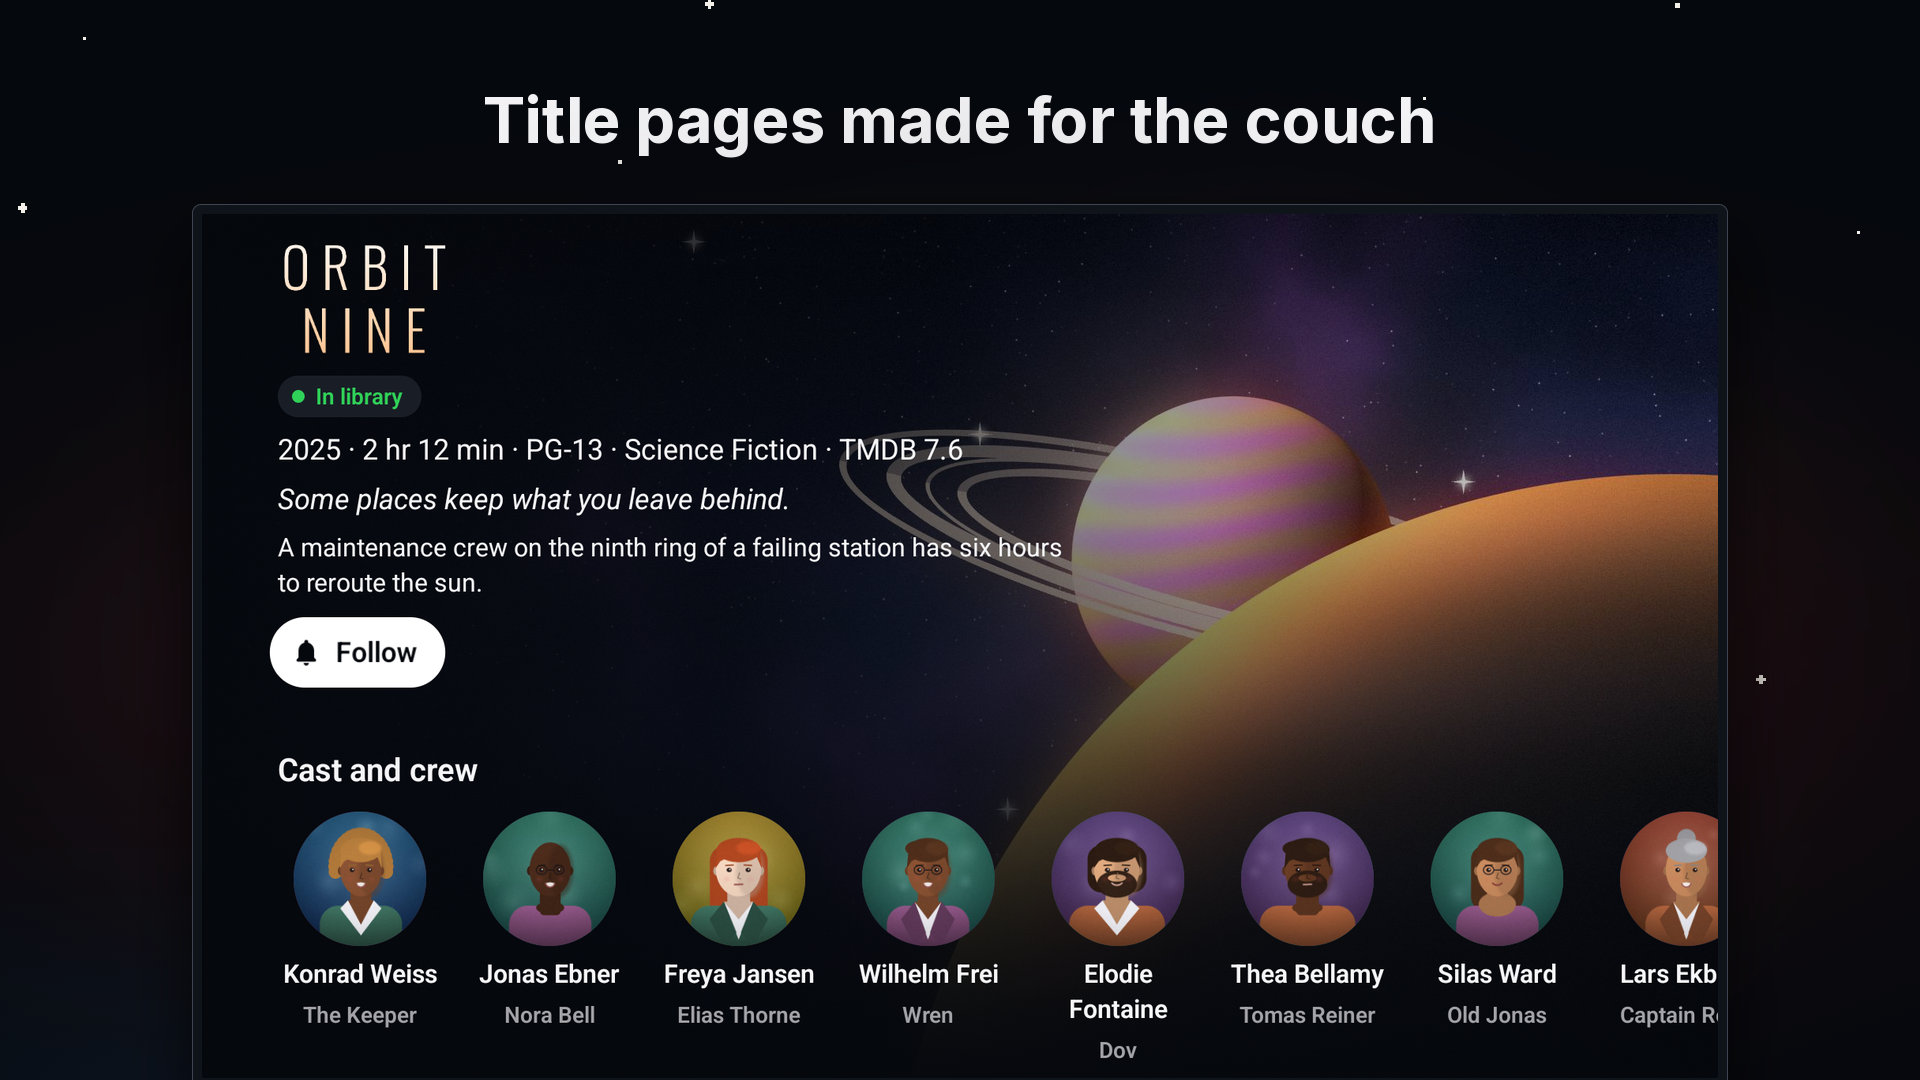 Title pages made for the couch
ORBIT
NINE
In library
2025 · 2 hr 12 min · PG-13 · Science Fiction · TMDB 7.6
Some places keep what you leave behind.
A maintenance crew on the ninth ring of a failing station has six hours
to reroute the sun.
Follow
Cast and crew
Konrad Weiss
The Keeper
Jonas Ebner
Nora Bell
Freya Jansen
Elias Thorne
Wilhelm Frei
Wren
Elodie
Fontaine
Dov
Thea Bellamy
Tomas Reiner
Silas Ward
Old Jonas
Lars Ekb
Captain